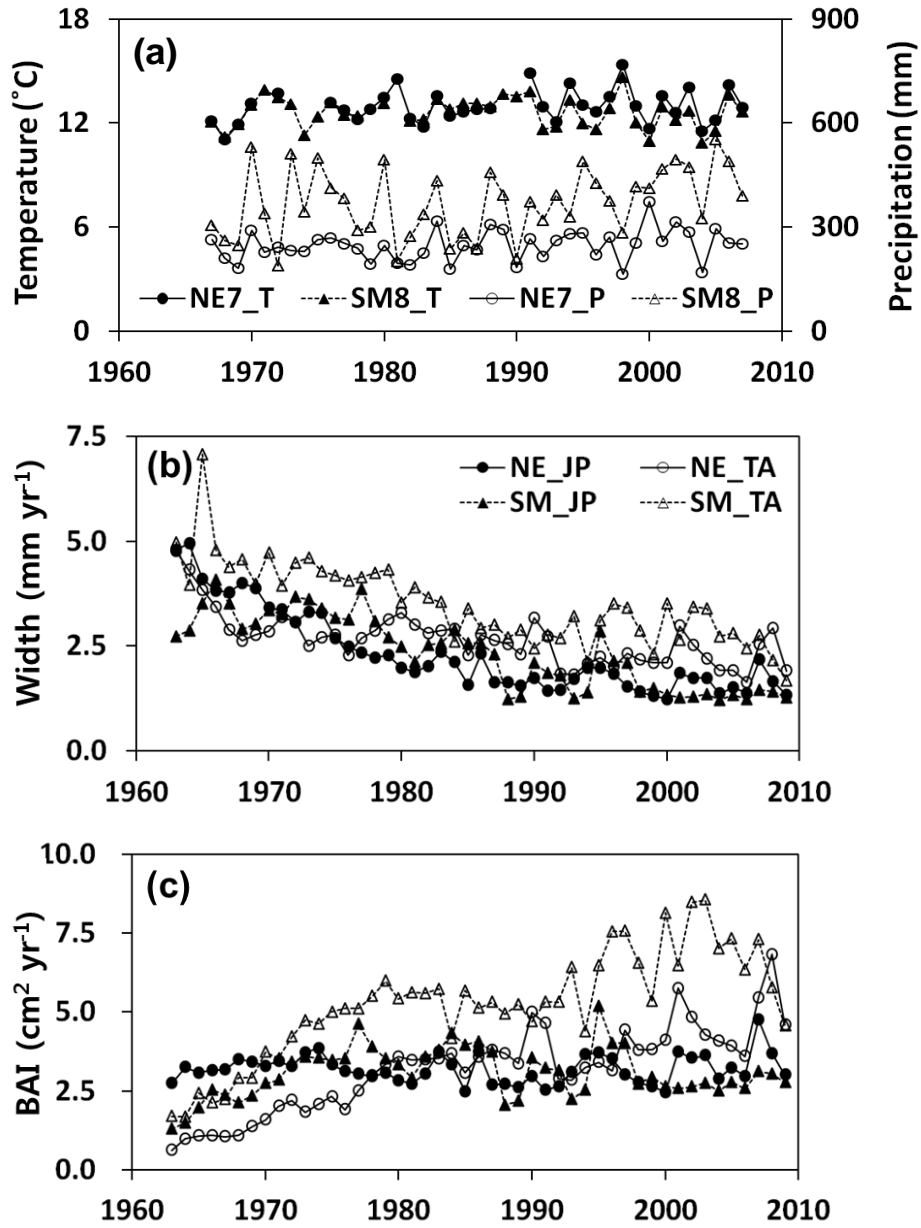 (a)
Temperature (˚C)
18
12
6
0
Precipitation (mm)
900
600
300
0
NE7_T SM8_T NE7_P SM8_P
1960 1970 1980 1990 2000 2010
(b)
Width (mm yr-1)
7.5
5.0
2.5
0.0
NE_JP NE_TA
SM_JP SM_TA
1960 1970 1980 1990 2000 2010
(c)
BAI (cm2 yr-1)
10.0
7.5
5.0
2.5
0.0
1960 1970 1980 1990 2000 2010